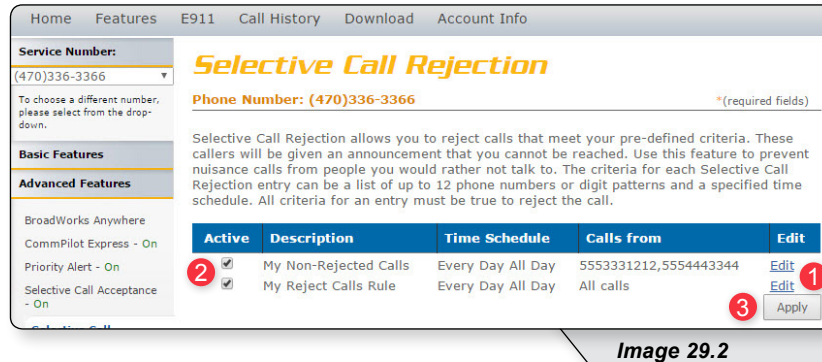 Home Features E911 Call History Download Account Info
Service Number:
(470)336-3366
To choose a different number,
please select from the drop-
down.
Basic Features
Advanced Features
BroadWorks Anywhere
CommPilot Express - On
Priority Alert - On
Selective Call Acceptance
- On
Selective Call Rejection
Phone Number: (470)336-3366 *(required fields)
Selective Call Rejection allows you to reject calls that meet your pre-defined criteria. These
callers will be given an announcement that you cannot be reached. Use this feature to prevent
nuisance calls from people you would rather not talk to. The criteria for each Selective Call
Rejection entry can be a list of up to 12 phone numbers or digit patterns and a specified time
schedule. All criteria for an entry must be true to reject the call.
Active Description Time Schedule Calls from Edit
2 My Non-Rejected Calls Every Day All Day 5553331212,5554443344 Edit 1
My Reject Calls Rule Every Day All Day All calls Edit
3 Apply
Image 29.2